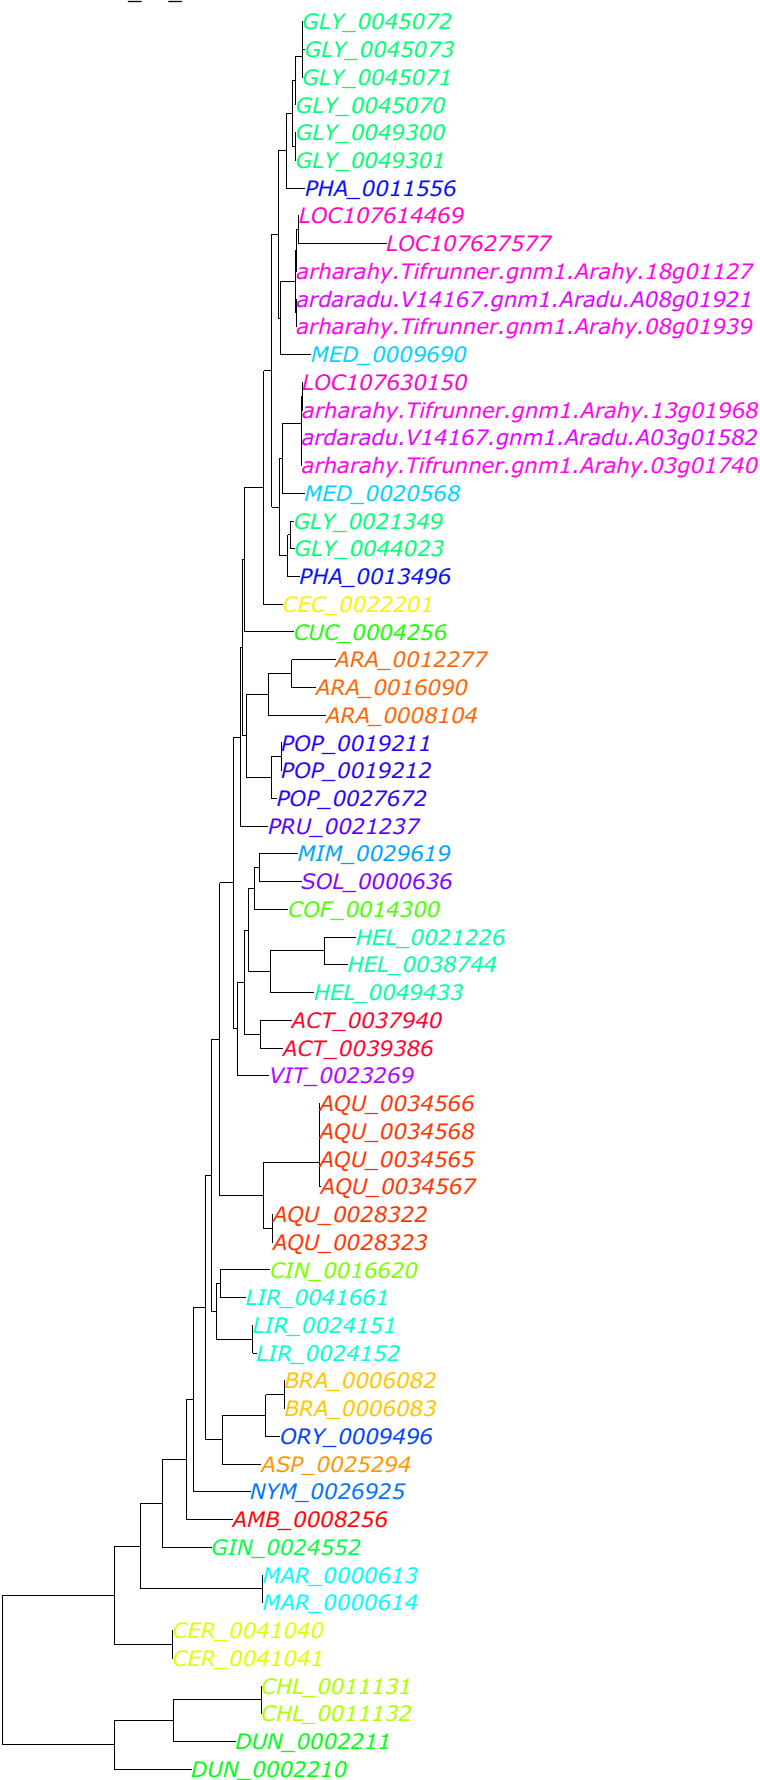 GLY_0045072
GLY_0045073
GLY_0045071
GLY_0045070
GLY_0049300
GLY_0049301
PHA_0011556
LOC107614469
LOC107627577
arharahy.Tifrunner.gnm1.Arahy.18g01127
ardaradu.V14167.gnm1.Aradu.A08g01921
arharahy.Tifrunner.gnm1.Arahy.08g01939
MED_0009690
LOC107630150
arharahy.Tifrunner.gnm1.Arahy.13g01968
ardaradu.V14167.gnm1.Aradu.A03g01582
arharahy.Tifrunner.gnm1.Arahy.03g01740
MED_0020568
GLY_0021349
GLY_0044023
PHA_0013496
CEC_0022201
CUC_0004256
ARA_0012277
ARA_0016090
ARA_0008104
POP_0019211
POP_0019212
POP_0027672
PRU_0021237
MIM_0029619
SOL_0000636
COF_0014300
HEL_0021226
HEL_0038744
HEL_0049433
ACT_0037940
ACT_0039386
VIT_0023269
AQU_0034566
AQU_0034568
AQU_0034565
AQU_0034567
AQU_0028322
AQU_0028323
CIN_0016620
LIR_0041661
LIR_0024151
LIR_0024152
BRA_0006082
BRA_0006083
ORY_0009496
ASP_0025294
NYM_0026925
AMB_0008256
GIN_0024552
MAR_0000613
MAR_0000614
CER_0041040
CER_0041041
CHL_0011131
CHL_0011132
DUN_0002211
DUN_0002210